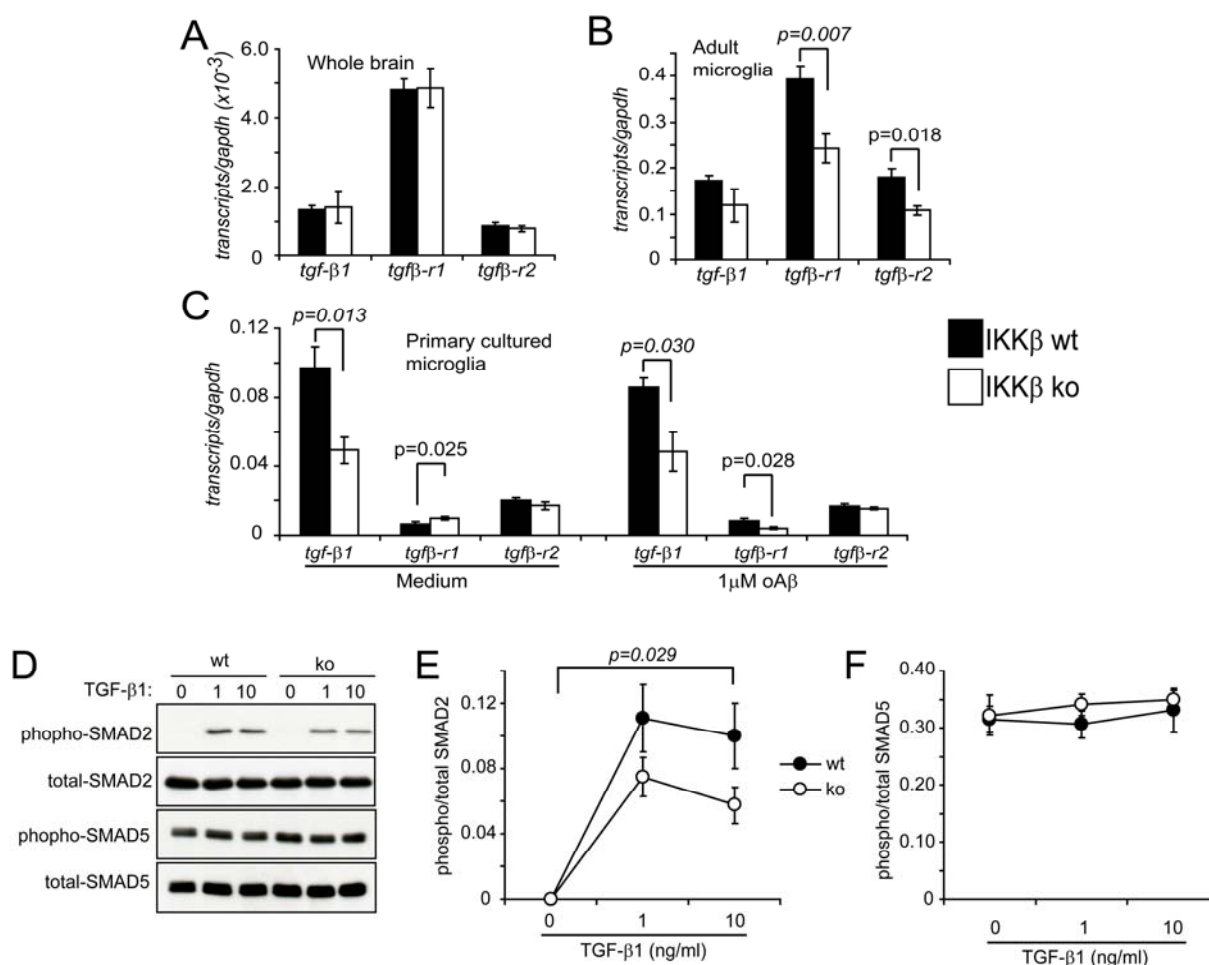 A
transcripts/gapdh (x10⁻³)
6.0
4.0
2.0
0
Whole brain
tgf-β1
tgfβ-r1
tgfβ-r2
B
transcripts/gapdh
0.4
0.3
0.2
0.1
0
Adult
microglia
p=0.007
p=0.018
tgf-β1
tgfβ-r1
tgfβ-r2
C
transcripts/gapdh
0.12
0.08
0.04
0
p=0.013
p=0.025
Primary cultured
microglia
p=0.030
p=0.028
tgf-β1
tgfβ-r1
tgfβ-r2
tgf-β1
tgfβ-r1
tgfβ-r2
Medium
1μM oAβ
IKKβ wt
IKKβ ko
D
wt
ko
TGF-β1:
0
1
10
0
1
10
phopho-SMAD2
total-SMAD2
phopho-SMAD5
total-SMAD5
E
p=0.029
phospho/total SMAD2
0.12
0.08
0.04
0
wt
ko
0
1
10
TGF-β1 (ng/ml)
F
phospho/total SMAD5
0.40
0.30
0.20
0.10
0
0
1
10
TGF-β1 (ng/ml)